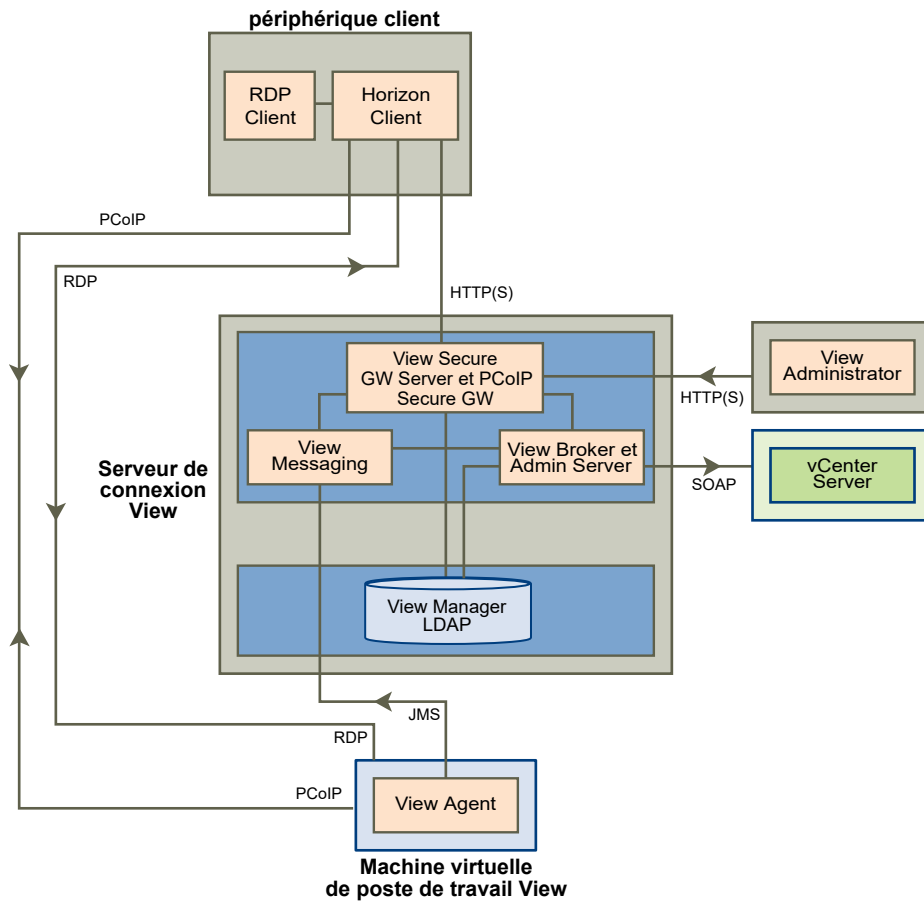 périphérique client
RDP
Client
Horizon
Client
PCoIP
RDP
HTTP(S)
View Secure
GW Server et PCoIP
Secure GW
View
Administrator
HTTP(S)
View
Messaging
View Broker et
Admin Server
Serveur de
connexion
View
vCenter
Server
SOAP
View Manager
LDAP
JMS
RDP
PCoIP
View Agent
Machine virtuelle
de poste de travail View